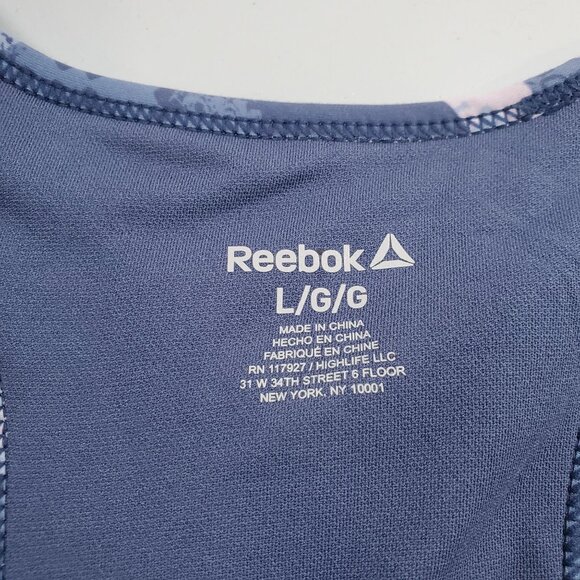 Reebok
L/G/G
MADE IN CHINA
HECHO EN CHINA
FABRIQUÉ EN CHINE
RN 117927 / HIGHLIFE LLC
31 W 34TH STREET 6 FLOOR
NEW YORK, NY 10001